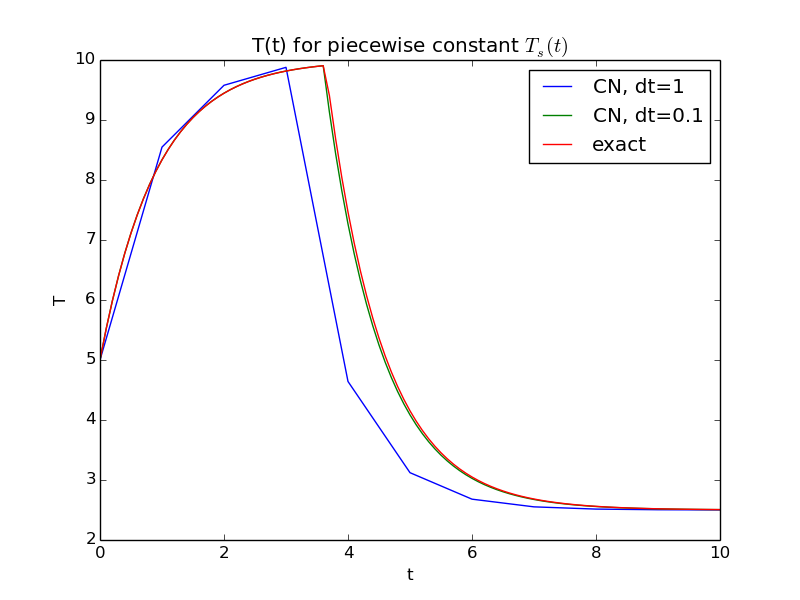 T(t) for piecewise constant $T_s(t)$
CN, dt=1
CN, dt=0.1
exact
10
9
8
7
6
5
4
3
2
T
0 2 4 6 8 10
t